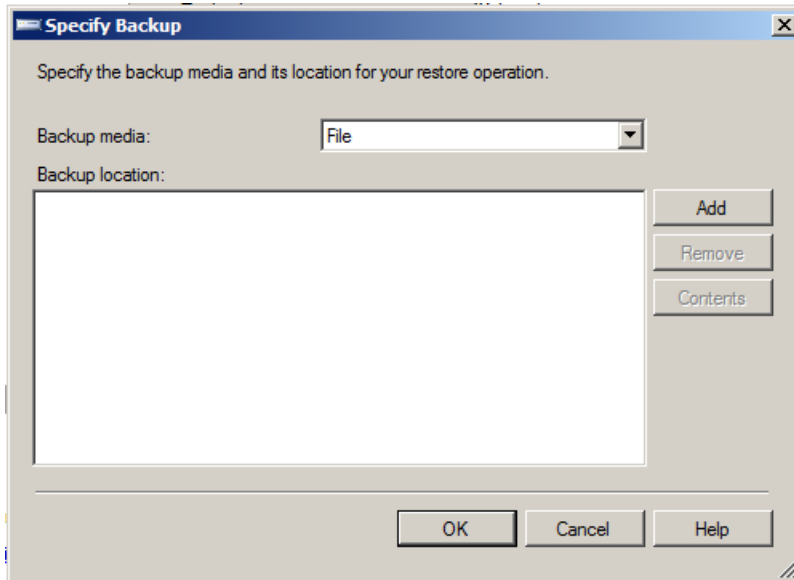 Specify Backup
Specify the backup media and its location for your restore operation.
Backup media:
File
Backup location:
Add
Remove
Contents
OK
Cancel
Help